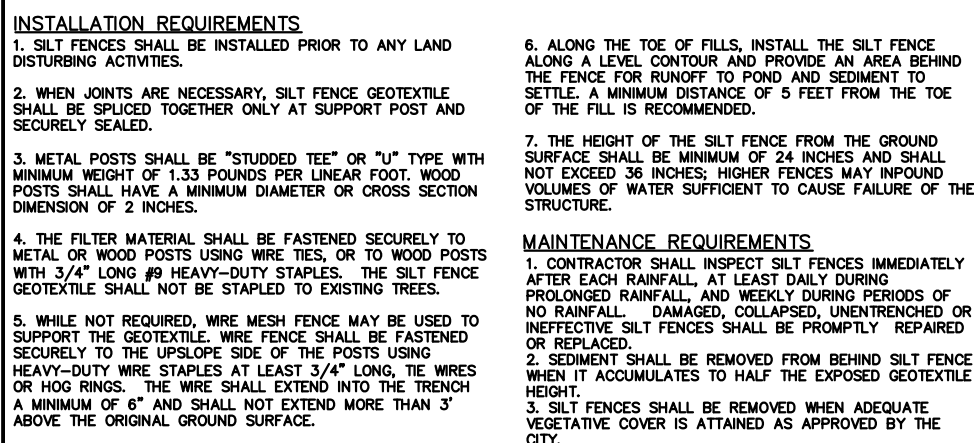 INSTALLATION REQUIREMENTS
1. SILT FENCES SHALL BE INSTALLED PRIOR TO ANY LAND
DISTURBING ACTIVITIES.
2. WHEN JOINTS ARE NECESSARY, SILT FENCE GEOTEXTILE
SHALL BE SPLICED TOGETHER ONLY AT SUPPORT POST AND
SECURELY SEALED.
3. METAL POSTS SHALL BE "STUDDED TEE" OR "U" TYPE WITH
MINIMUM WEIGHT OF 1.33 POUNDS PER LINEAR FOOT. WOOD
POSTS SHALL HAVE A MINIMUM DIAMETER OR CROSS SECTION
DIMENSION OF 2 INCHES.
4. THE FILTER MATERIAL SHALL BE FASTENED SECURELY TO
METAL OR WOOD POSTS USING WIRE TIES, OR TO WOOD POSTS
WITH 3/4" LONG #9 HEAVY-DUTY STAPLES. THE SILT FENCE
GEOTEXTILE SHALL NOT BE STAPLED TO EXISTING TREES.
5. WHILE NOT REQUIRED, WIRE MESH FENCE MAY BE USED TO
SUPPORT THE GEOTEXTILE. WIRE FENCE SHALL BE FASTENED
SECURELY TO THE UPSLOPE SIDE OF THE POSTS USING
HEAVY-DUTY WIRE STAPLES AT LEAST 3/4" LONG, TIE WIRES
OR HOG RINGS. THE WIRE SHALL EXTEND INTO THE TRENCH
A MINIMUM OF 6" AND SHALL NOT EXTEND MORE THAN 3'
ABOVE THE ORIGINAL GROUND SURFACE.
6. ALONG THE TOE OF FILLS, INSTALL THE SILT FENCE
ALONG A LEVEL CONTOUR AND PROVIDE AN AREA BEHIND
THE FENCE FOR RUNOFF TO POND AND SEDIMENT TO
SETTLE. A MINIMUM DISTANCE OF 5 FEET FROM THE TOE
OF THE FILL IS RECOMMENDED.
7. THE HEIGHT OF THE SILT FENCE FROM THE GROUND
SURFACE SHALL BE MINIMUM OF 24 INCHES AND SHALL
NOT EXCEED 36 INCHES; HIGHER FENCES MAY INPOUND
VOLUMES OF WATER SUFFICIENT TO CAUSE FAILURE OF THE
STRUCTURE.
MAINTENANCE REQUIREMENTS
1. CONTRACTOR SHALL INSPECT SILT FENCES IMMEDIATELY
AFTER EACH RAINFALL, AT LEAST DAILY DURING
PROLONGED RAINFALL, AND WEEKLY DURING PERIODS OF
NO RAINFALL. DAMAGED, COLLAPSED, UNENTRENCHED OR
INEFFECTIVE SILT FENCES SHALL BE PROMPTLY REPAIRED
OR REPLACED.
2. SEDIMENT SHALL BE REMOVED FROM BEHIND SILT FENCE
WHEN IT ACCUMULATES TO HALF THE EXPOSED GEOTEXTILE
HEIGHT.
3. SILT FENCES SHALL BE REMOVED WHEN ADEQUATE
VEGETATIVE COVER IS ATTAINED AS APPROVED BY THE
CITY.